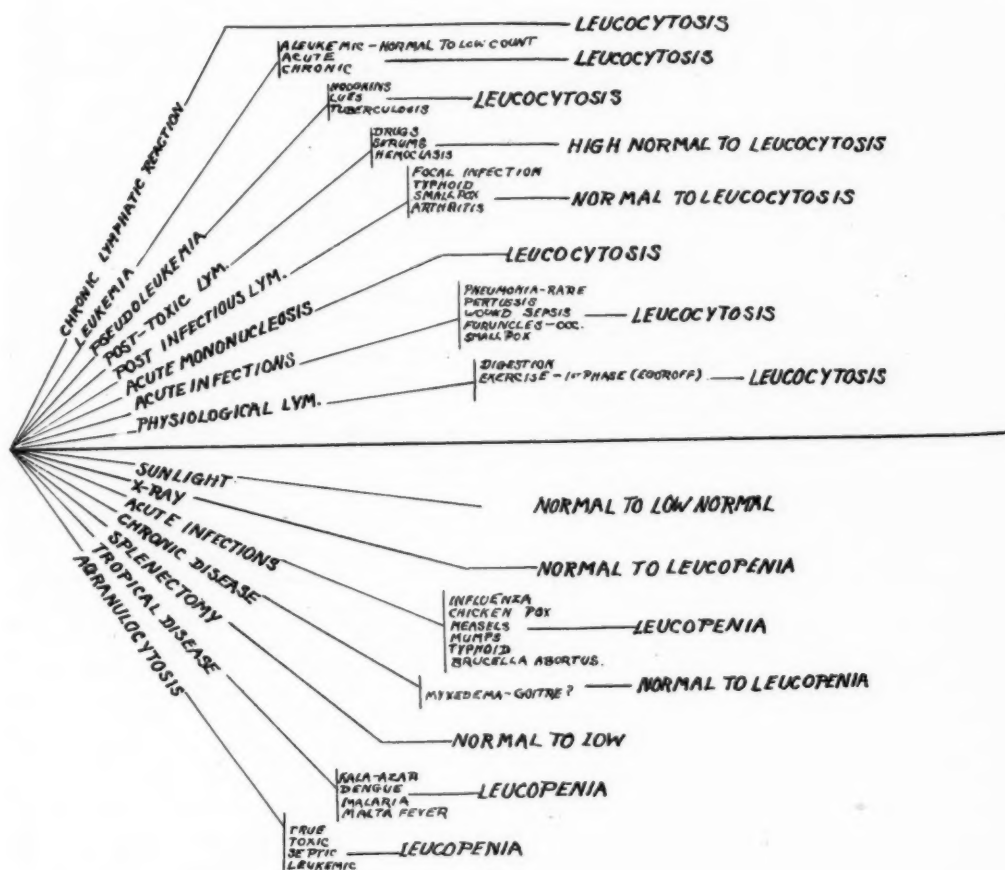 CHRONIC LYMPHATIC REACTION
LEUCOCYTOSIS
LEUKEMIA
ALEUKEMIC - NORMAL TO LOW COUNT
ACUTE
CHRONIC
LEUCOCYTOSIS
PSEUDOLEUKEMIA
HODGKINS
LUES
TUBERCULOSIS
LEUCOCYTOSIS
POST-TOXIC LYM.
DRUGS
SERUMS
HEMOCLASIS
HIGH NORMAL TO LEUCOCYTOSIS
POST INFECTIOUS LYM.
FOCAL INFECTION
TYPHOID
SMALL POX
ARTHRITIS
NORMAL TO LEUCOCYTOSIS
ACUTE MONONUCLEOSIS
LEUCOCYTOSIS
ACUTE INFECTIONS
PNEUMONIA-RARE
PERTUSSIS
WOUND SEPSIS
FURUNCLES-OCC.
SMALL POX
LEUCOCYTOSIS
PHYSIOLOGICAL LYM.
DIGESTION
EXERCISE - 1ST PHASE (EGOROFF)
LEUCOCYTOSIS
SUNLIGHT
NORMAL TO LOW NORMAL
X-RAY
NORMAL TO LEUCOPENIA
ACUTE INFECTIONS
INFLUENZA
CHICKEN POX
MEASELS
MUMPS
TYPHOID
BRUCELLA ABORTUS.
LEUCOPENIA
CHRONIC DISEASE
MYXEDEMA-GOITRE?
NORMAL TO LEUCOPENIA
SPLENECTOMY
NORMAL TO LOW
TROPICAL DISEASE
KALA-AZAR
DENGUE
MALARIA
MALTA FEVER
LEUCOPENIA
AGRANULOCYTOSIS
TRUE
TOXIC
SEPTIC
LEUKEMIC
LEUCOPENIA